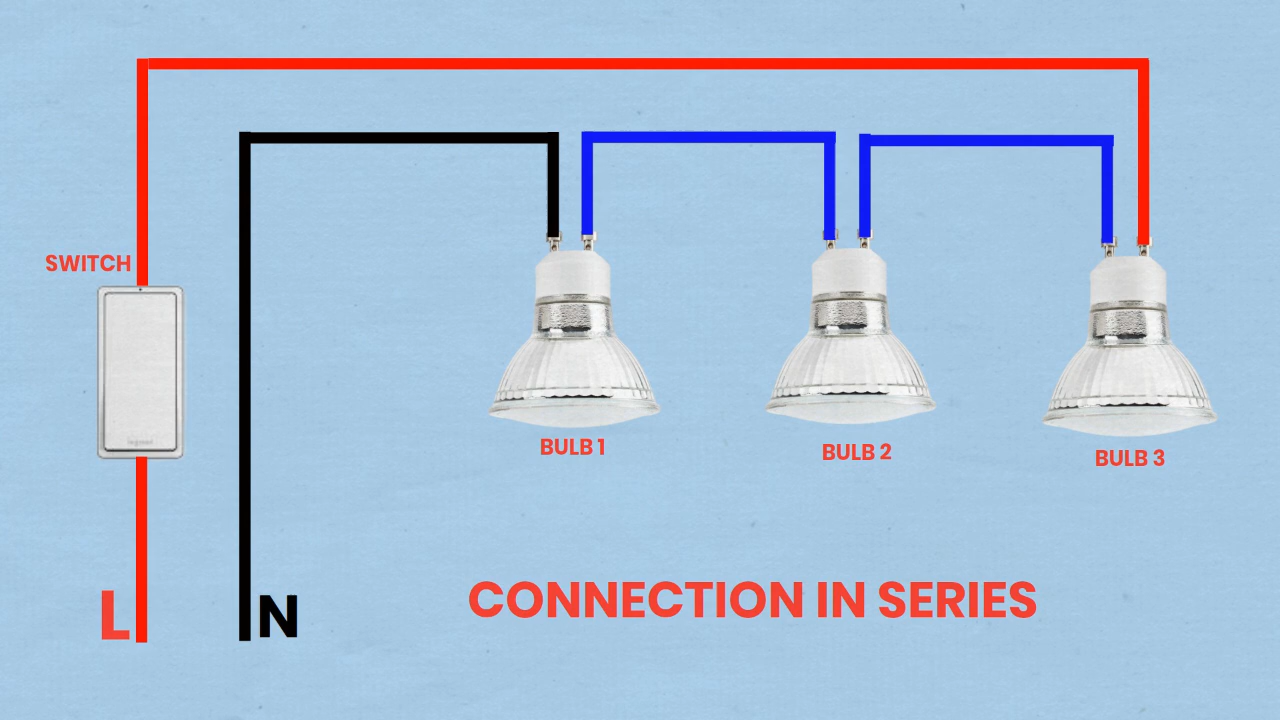 SWITCH
BULB 1
BULB 2
BULB 3
CONNECTION IN SERIES
L
N